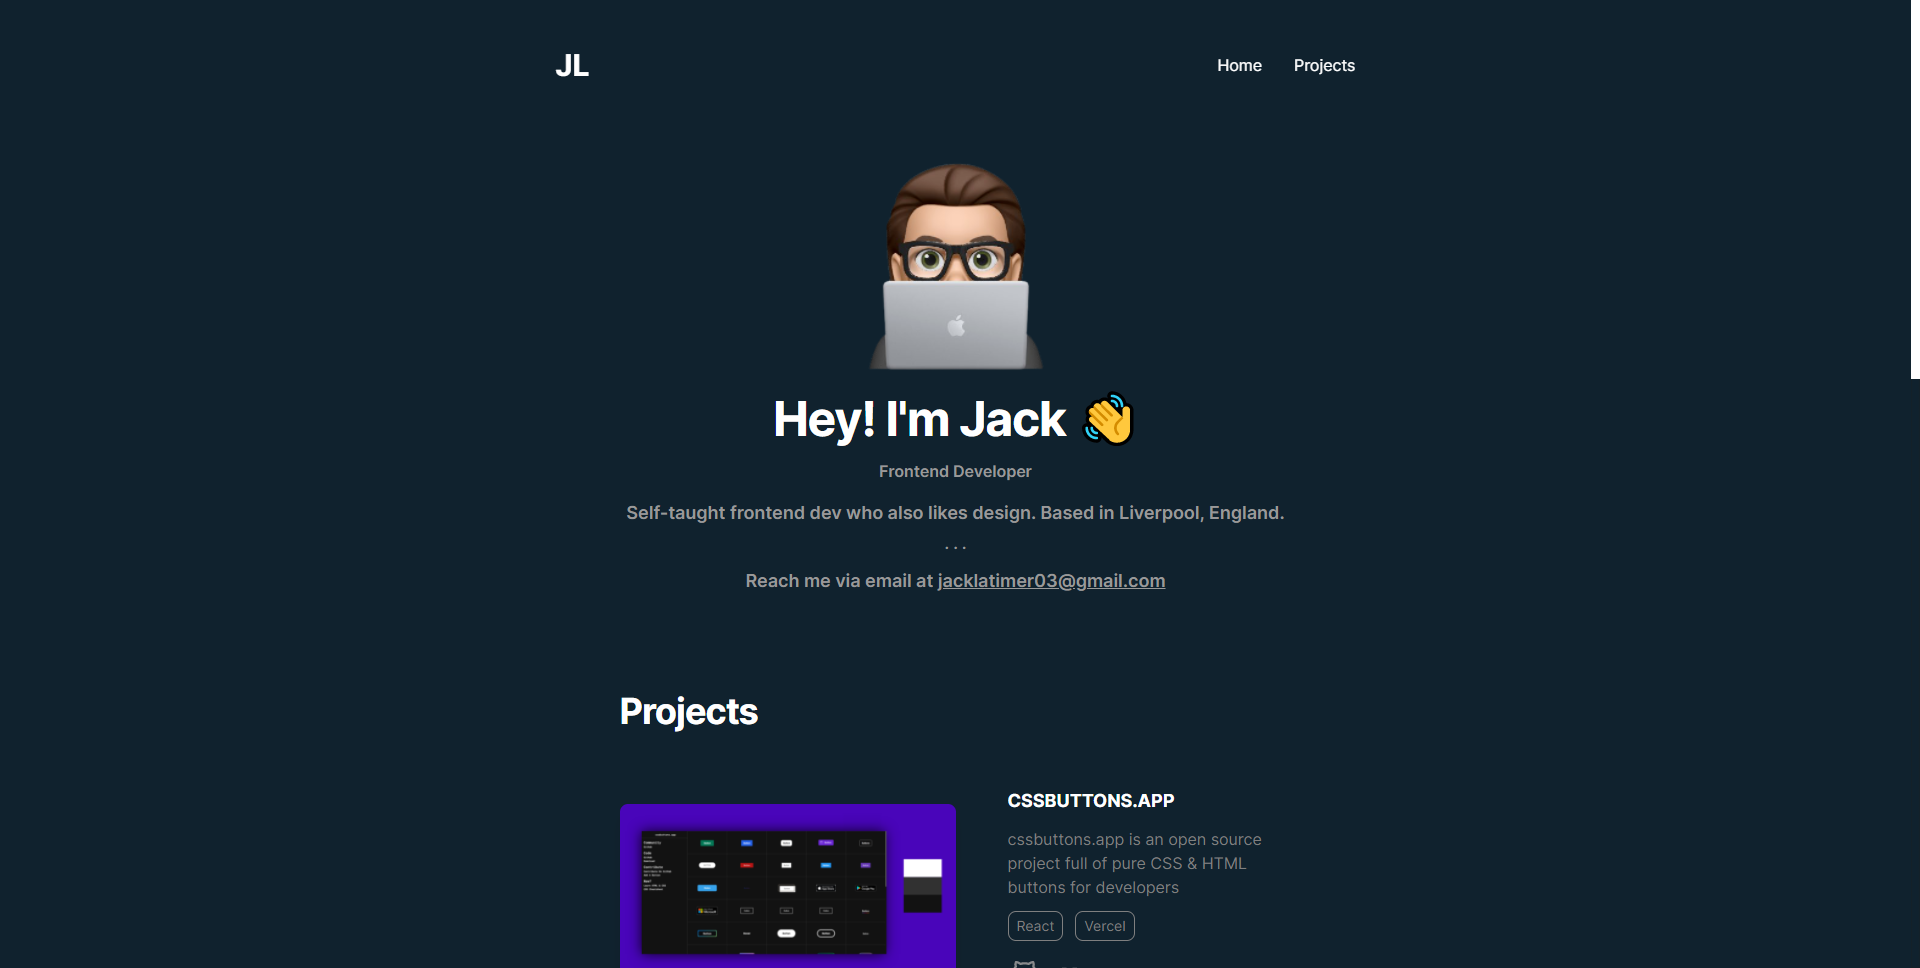 JL
Home
Projects
Hey! I'm Jack 👋
Frontend Developer
Self-taught frontend dev who also likes design. Based in Liverpool, England.
...
Reach me via email at jacklatimer03@gmail.com
Projects
CSSBUTTONS.APP
cssbuttons.app is an open source
project full of pure CSS & HTML
buttons for developers
React
Vercel